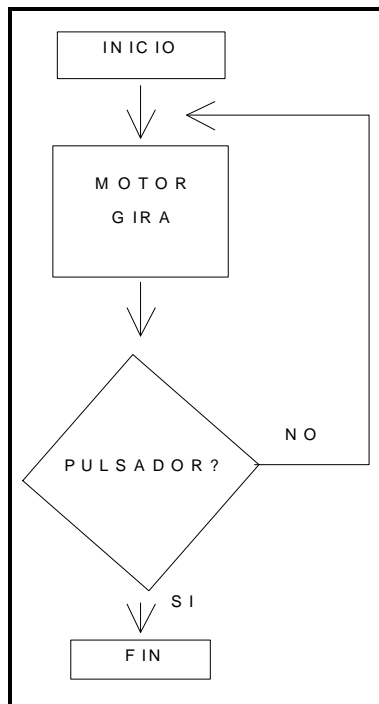 INICIO
MOTOR
GIRA
NO
PULSADOR?
SI
FIN